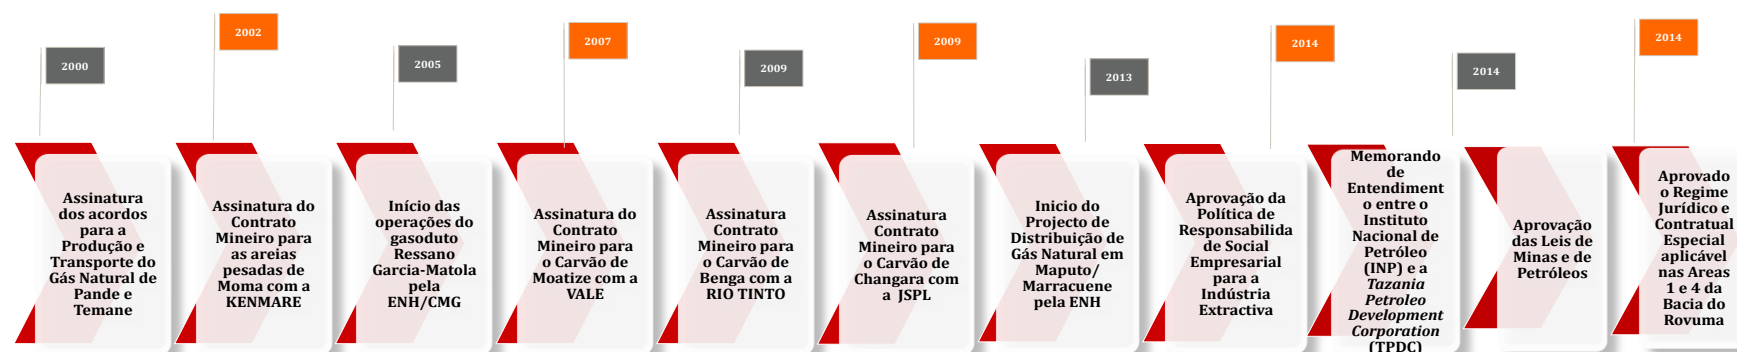 2000
2002
2005
2007
2009
2009
2013
2014
2014
2014
Assinatura
dos acordos
para a
Produção e
Transporte do
Gás Natural de
Pande e
Temane
Assinatura do
Contrato
Mineiro para
as areias
pesadas de
Moma com a
KENMARE
Início das
operações do
gasoduto
Ressano
Garcia-Matola
pela
ENH/CMG
Assinatura do
Contrato
Mineiro para
o Carvão de
Moatize com a
VALE
Assinatura
Contrato
Mineiro para
o Carvão de
Benga com a
RIO TINTO
Assinatura
Contrato
Mineiro para
o Carvão de
Changara com
a JSPL
Inicio do
Projecto de
Distribuição de
Gás Natural em
Maputo/
Marracuene
pela ENH
Aprovação da
Política de
Responsabilida
de Social
Empresarial
para a
Indústria
Extractiva
Memorando
de
Entendiment
o entre o
Instituto
Nacional de
Petróleo
(INP) e a
Tazania
Petroleo
Development
Corporation
(TPDC)
Aprovação
das Leis de
Minas e de
Petróleos
Aprovado
o Regime
Jurídico e
Contratual
Especial
aplicável
nas Areas
1 e 4 da
Bacia do
Rovuma